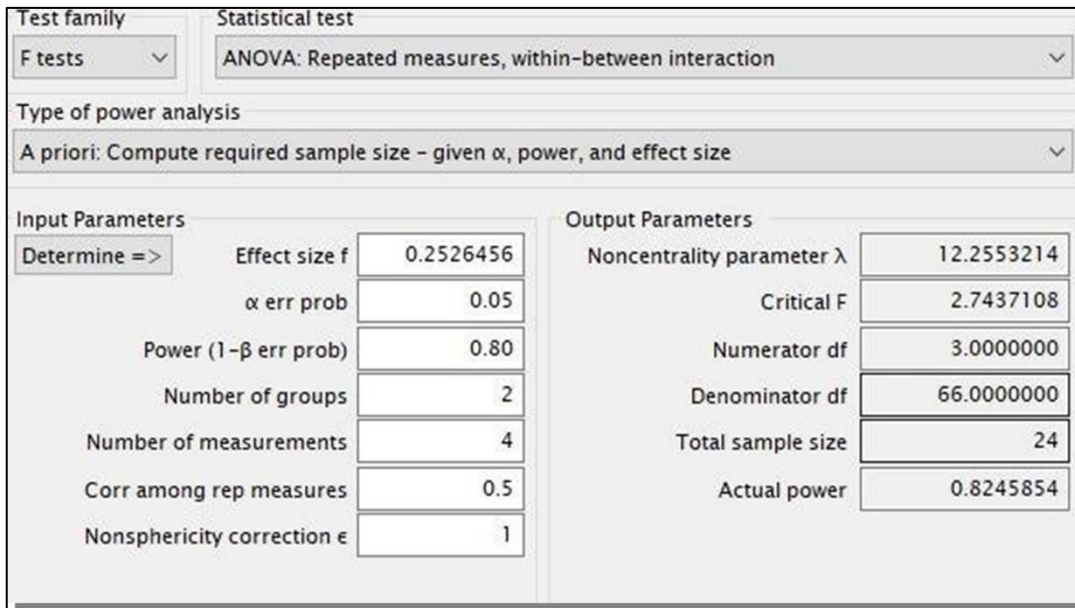 Test family
Statistical test
F tests
ANOVA: Repeated measures, within-between interaction
Type of power analysis
A priori: Compute required sample size – given α, power, and effect size
Input Parameters
Determine =>
Effect size f
0.2526456
α err prob
0.05
Power (1-β err prob)
0.80
Number of groups
2
Number of measurements
4
Corr among rep measures
0.5
Nonsphericity correction ϵ
1
Output Parameters
Noncentrality parameter λ
12.2553214
Critical F
2.7437108
Numerator df
3.0000000
Denominator df
66.0000000
Total sample size
24
Actual power
0.8245854